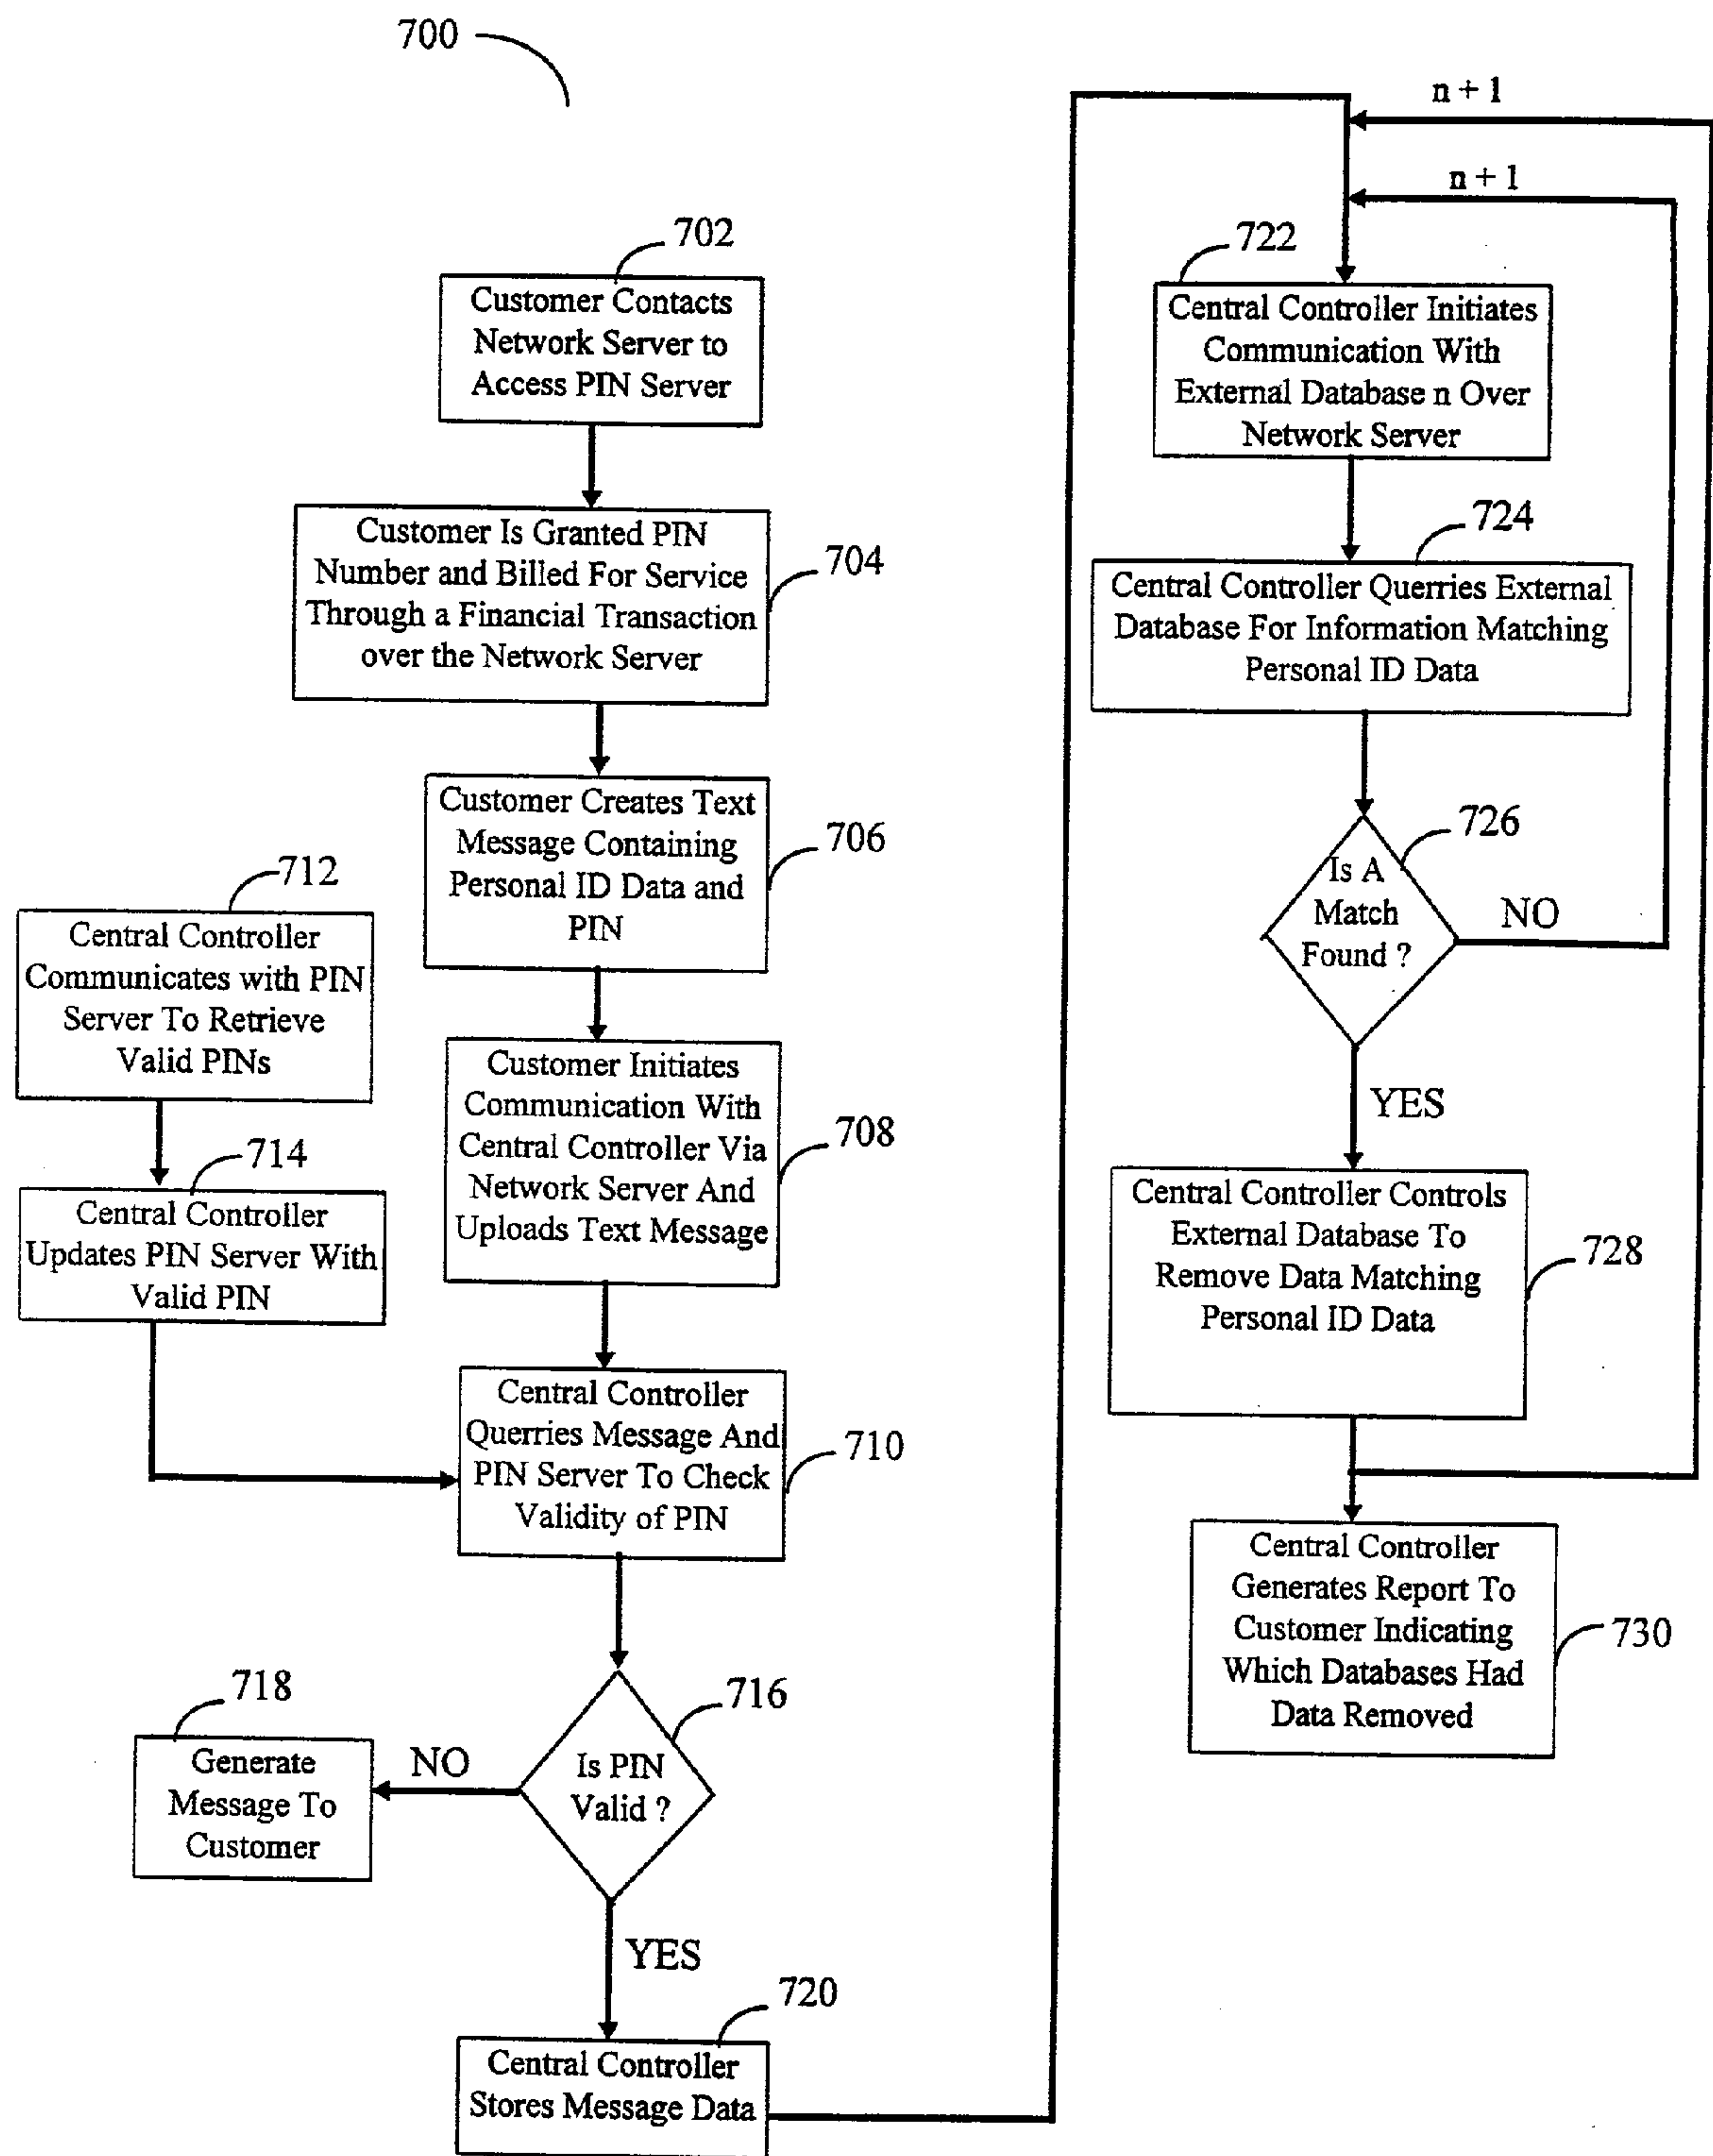 700
702
Customer Contacts
Network Server to
Access PIN Server
Customer Is Granted PIN
Number and Billed For Service
Through a Financial Transaction
over the Network Server
704
Customer Creates Text
Message Containing
Personal ID Data and
PIN
706
712
Central Controller
Communicates with PIN
Server To Retrieve
Valid PINs
714
Central Controller
Updates PIN Server With
Valid PIN
Customer Initiates
Communication With
Central Controller Via
Network Server And
Uploads Text Message
708
Central Controller
Querries Message And
PIN Server To Check
Validity of PIN
710
716
Is PIN
Valid ?
NO
718
Generate
Message To
Customer
YES
720
Central Controller
Stores Message Data
n + 1
n + 1
722
Central Controller Initiates
Communication With
External Database n Over
Network Server
724
Central Controller Querries External
Database For Information Matching
Personal ID Data
726
Is A
Match
Found ?
NO
YES
Central Controller Controls
External Database To
Remove Data Matching
Personal ID Data
728
Central Controller
Generates Report To
Customer Indicating
Which Databases Had
Data Removed
730